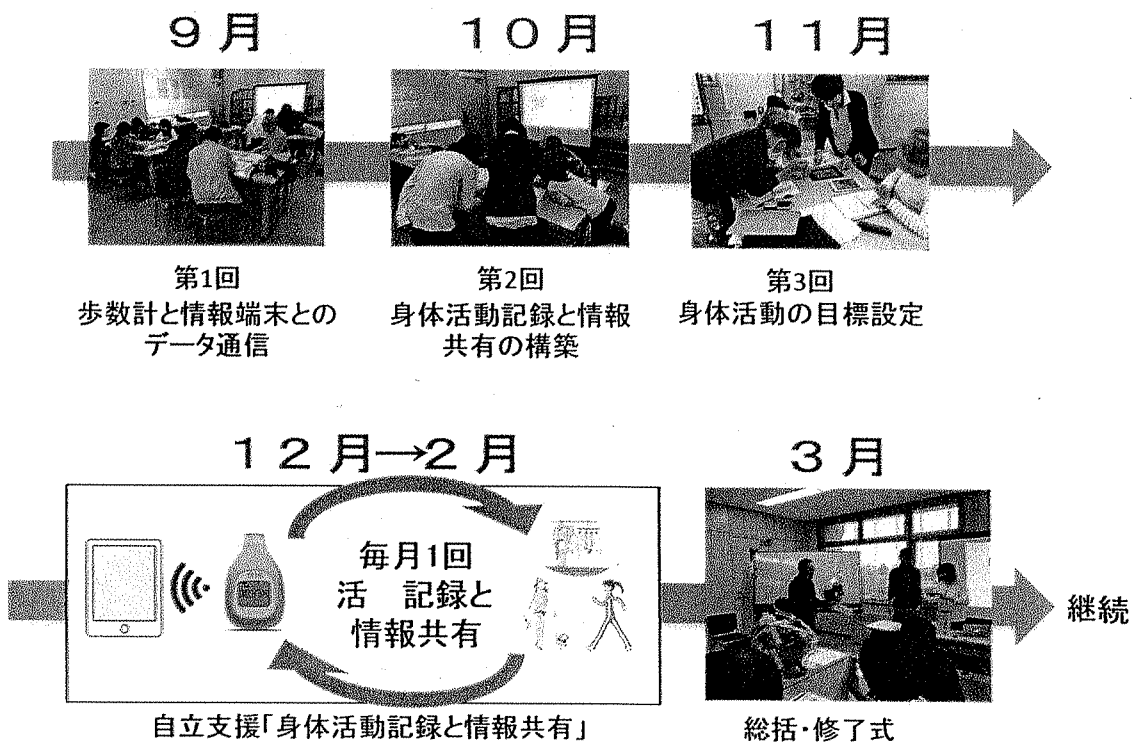 ９月
１０月
１１月
第1回
歩数計と情報端末との
データ通信
第2回
身体活動記録と情報
共有の構築
第3回
身体活動の目標設定
１２月→２月
毎月1回
活　記録と
情報共有
自立支援「身体活動記録と情報共有」
３月
総括・修了式
継続